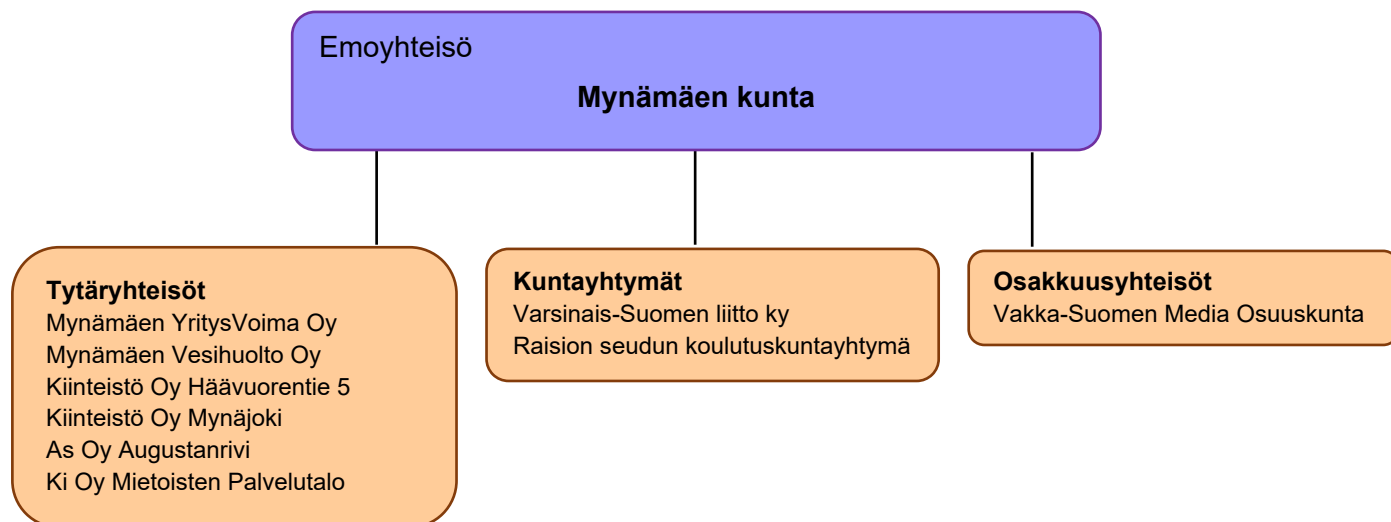 Emoyhteisö
Mynämäen kunta
Tytäryhteisöt
Mynämäen YritysVoima Oy
Mynämäen Vesihuolto Oy
Kiinteistö Oy Häävuorentie 5
Kiinteistö Oy Mynäjoki
As Oy Augustanrivi
Ki Oy Mietoisten Palvelutalo
Kuntayhtymät
Varsinais-Suomen liitto ky
Raision seudun koulutuskuntayhtymä
Osakkuusyhteisöt
Vakka-Suomen Media Osuuskunta